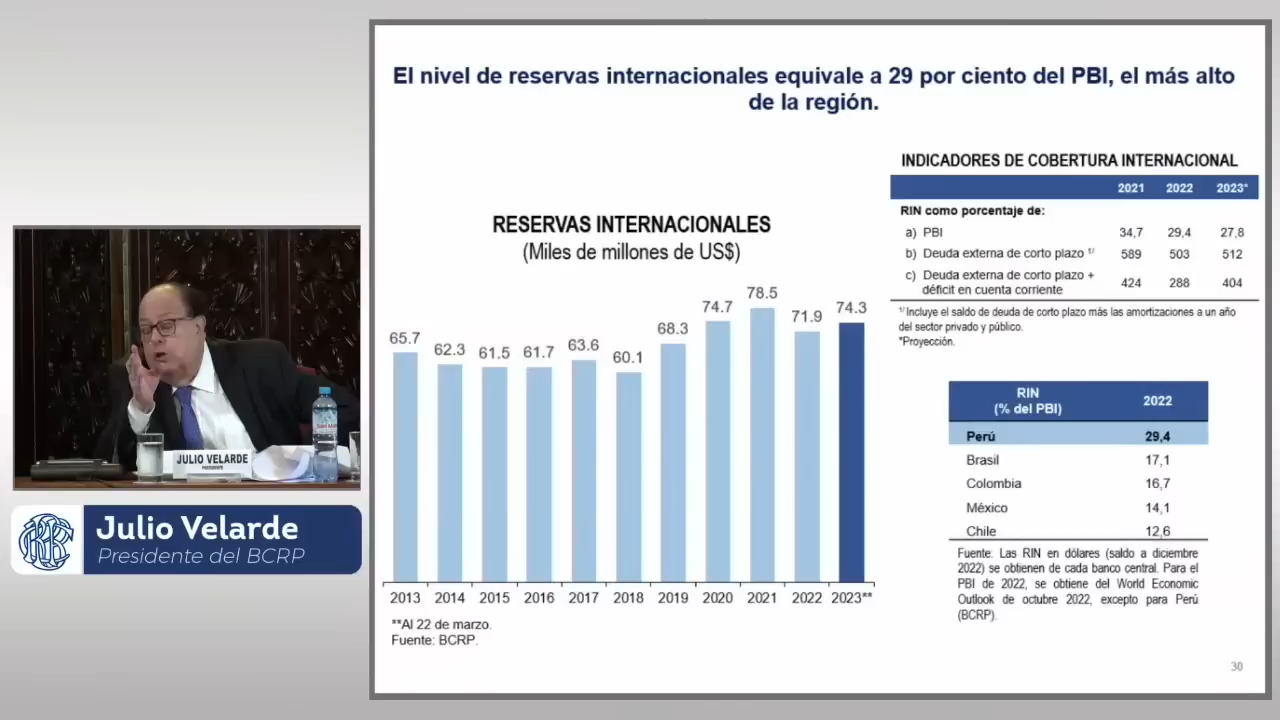 El nivel de reservas internacionales equivale a 29 por ciento del PBI, el más alto
de la región.
RESERVAS INTERNACIONALES
(Miles de millones de US$)
65.7 62.3 61.5 61.7 63.6 60.1 68.3 74.7 78.5 71.9 74.3
2013 2014 2015 2016 2017 2018 2019 2020 2021 2022 2023**
**Al 22 de marzo.
Fuente: BCRP.
INDICADORES DE COBERTURA INTERNACIONAL
2021 2022 2023*
RIN como porcentaje de:
a) PBI 34,7 29,4 27,8
b) Deuda externa de corto plazo 1/ 589 503 512
c) Deuda externa de corto plazo +
déficit en cuenta corriente 424 288 404
1/ Incluye el saldo de deuda de corto plazo más las amortizaciones a un año
del sector privado y público.
*Proyección.
RIN
(% del PBI) 2022
Perú 29,4
Brasil 17,1
Colombia 16,7
México 14,1
Chile 12,6
Fuente: Las RIN en dólares (saldo a diciembre
2022) se obtienen de cada banco central. Para el
PBI de 2022, se obtiene del World Economic
Outlook de octubre 2022, excepto para Perú
(BCRP).
30
JULIO VELARDE
PRESIDENTE
Julio Velarde
Presidente del BCRP